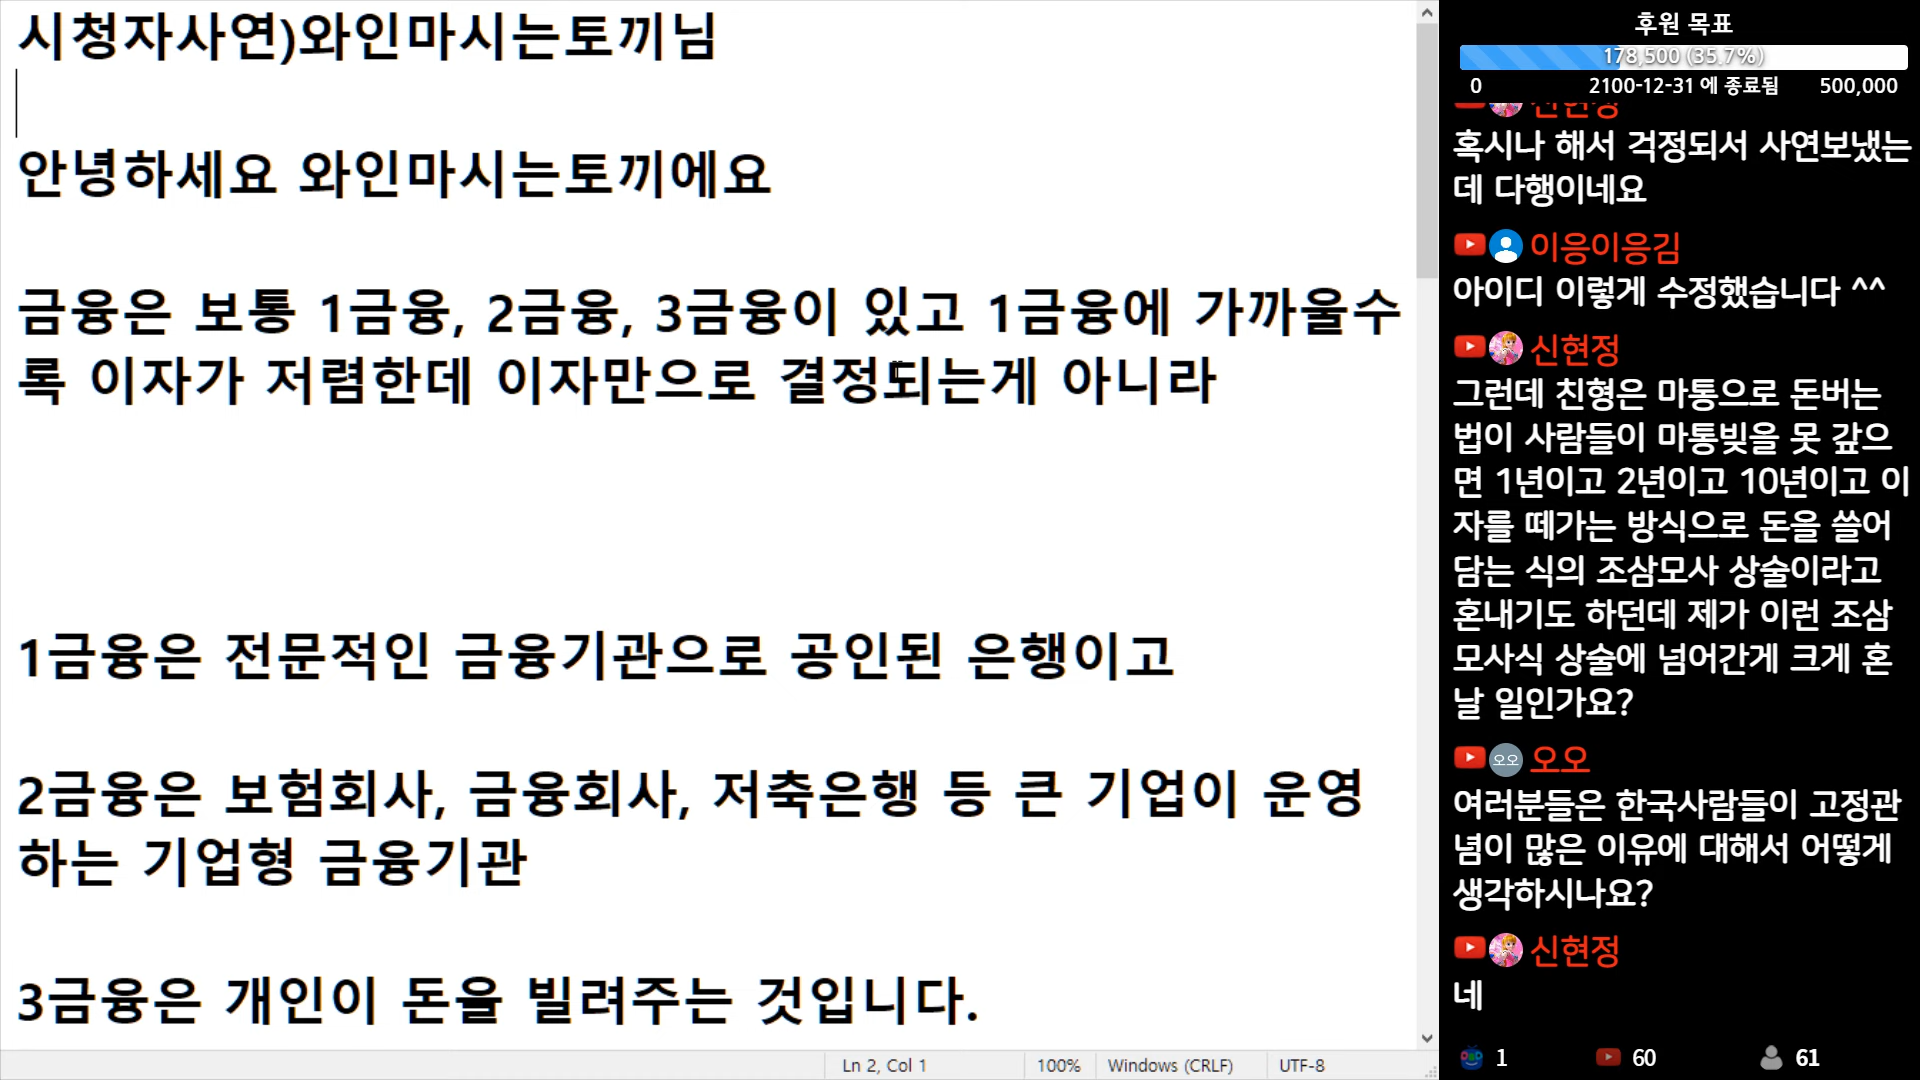 시청자사연)와인마시는토끼님
안녕하세요 와인마시는토끼에요
금융은 보통 1금융, 2금융, 3금융이 있고 1금융에 가까울수
록 이자가 저렴한데 이자만으로 결정되는게 아니라
1금융은 전문적인 금융기관으로 공인된 은행이고
2금융은 보험회사, 금융회사, 저축은행 등 큰 기업이 운영
하는 기업형 금융기관
3금융은 개인이 돈을 빌려주는 것입니다.
Ln 2, Col 1
100%
Windows (CRLF)
UTF-8
후원 목표
178,500 (35.7%)
0
2100-12-31 에 종료됨
500,000
신현정
혹시나 해서 걱정되서 사연보냈는
데 다행이네요
이응이응김
아이디 이렇게 수정했습니다 ^^
신현정
그런데 친형은 마통으로 돈버는
법이 사람들이 마통빚을 못 갚으
면 1년이고 2년이고 10년이고 이
자를 떼가는 방식으로 돈을 쓸어
담는 식의 조삼모사 상술이라고
혼내기도 하던데 제가 이런 조삼
모사식 상술에 넘어간게 크게 혼
날 일인가요?
오오
오오
여러분들은 한국사람들이 고정관
념이 많은 이유에 대해서 어떻게
생각하시나요?
신현정
네
1
60
61